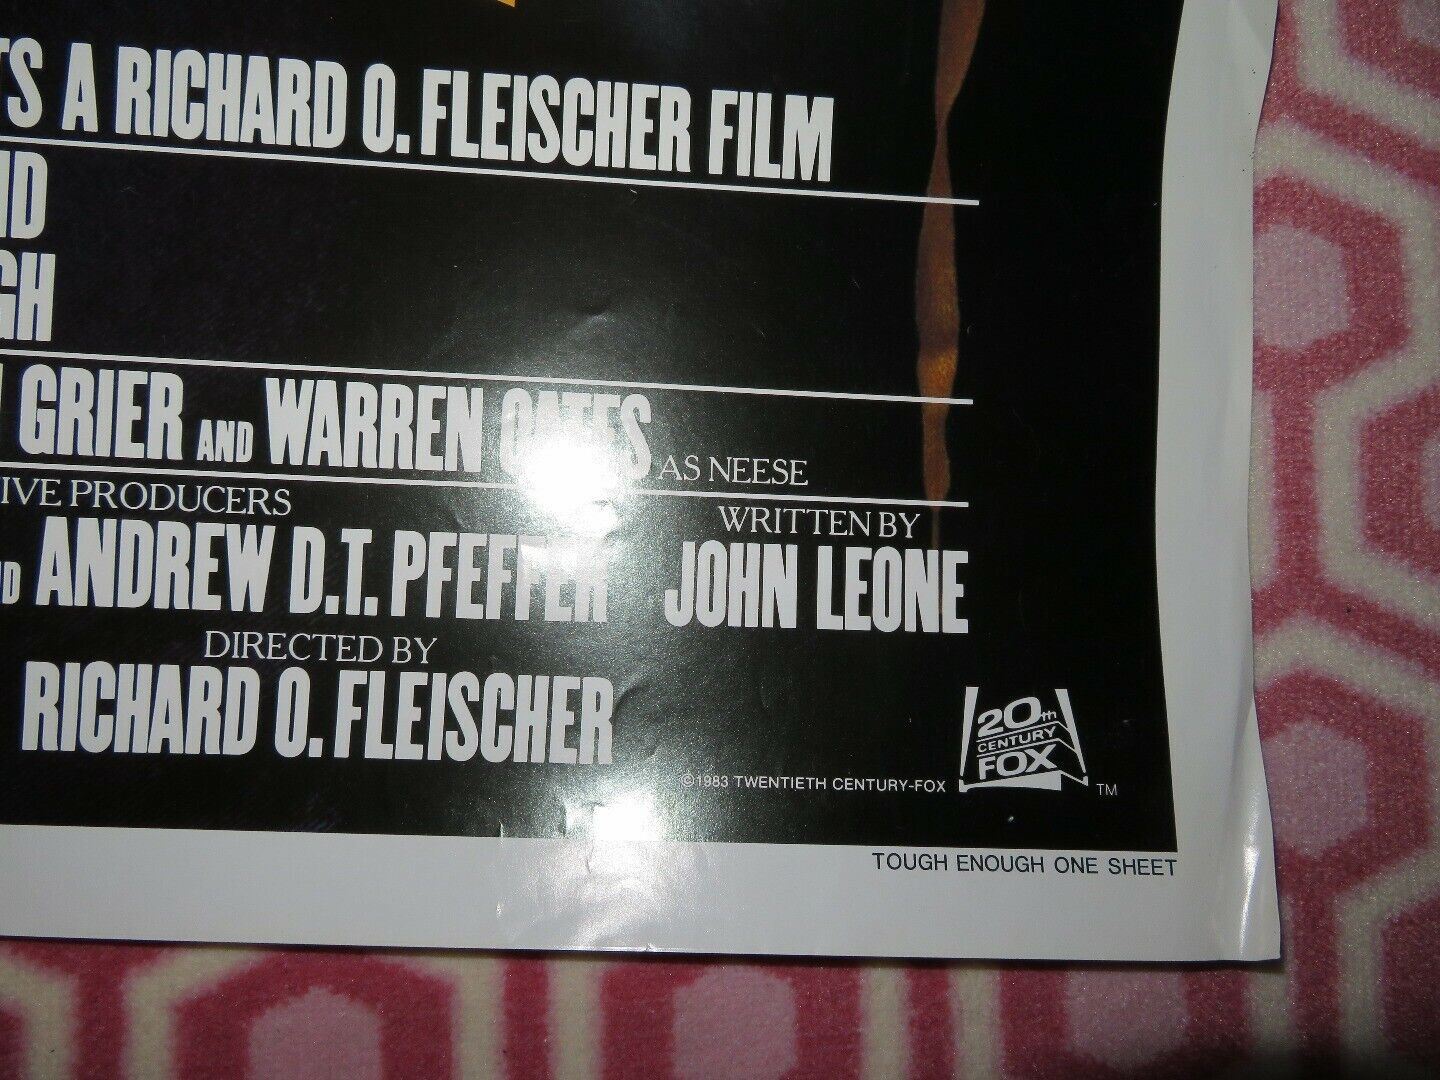 'S A RICHARD O. FLEISCHER FILM
ID
GH
GRIER AND WARREN OATES AS NEESE
IVE PRODUCERS
ANDREW D.T. PFEFFER
WRITTEN BY
JOHN LEONE
DIRECTED BY
RICHARD O. FLEISCHER
©1983 TWENTIETH CENTURY-FOX
20th
CENTURY
FOX
TM
TOUGH ENOUGH ONE SHEET